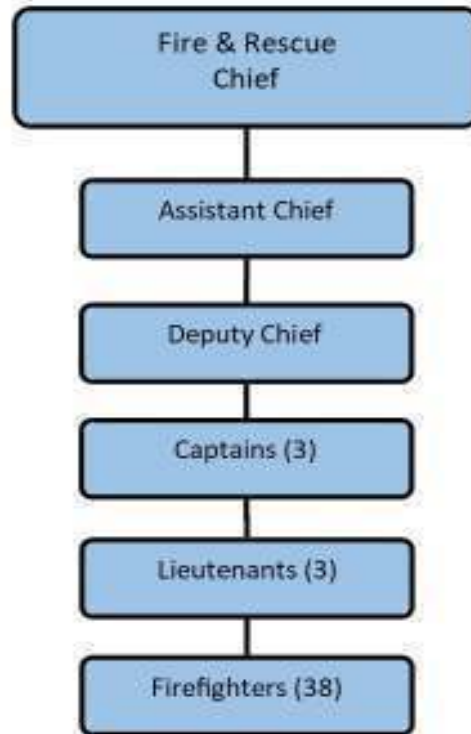 Fire & Rescue
Chief
Assistant Chief
Deputy Chief
Captains (3)
Lieutenants (3)
Firefighters (38)